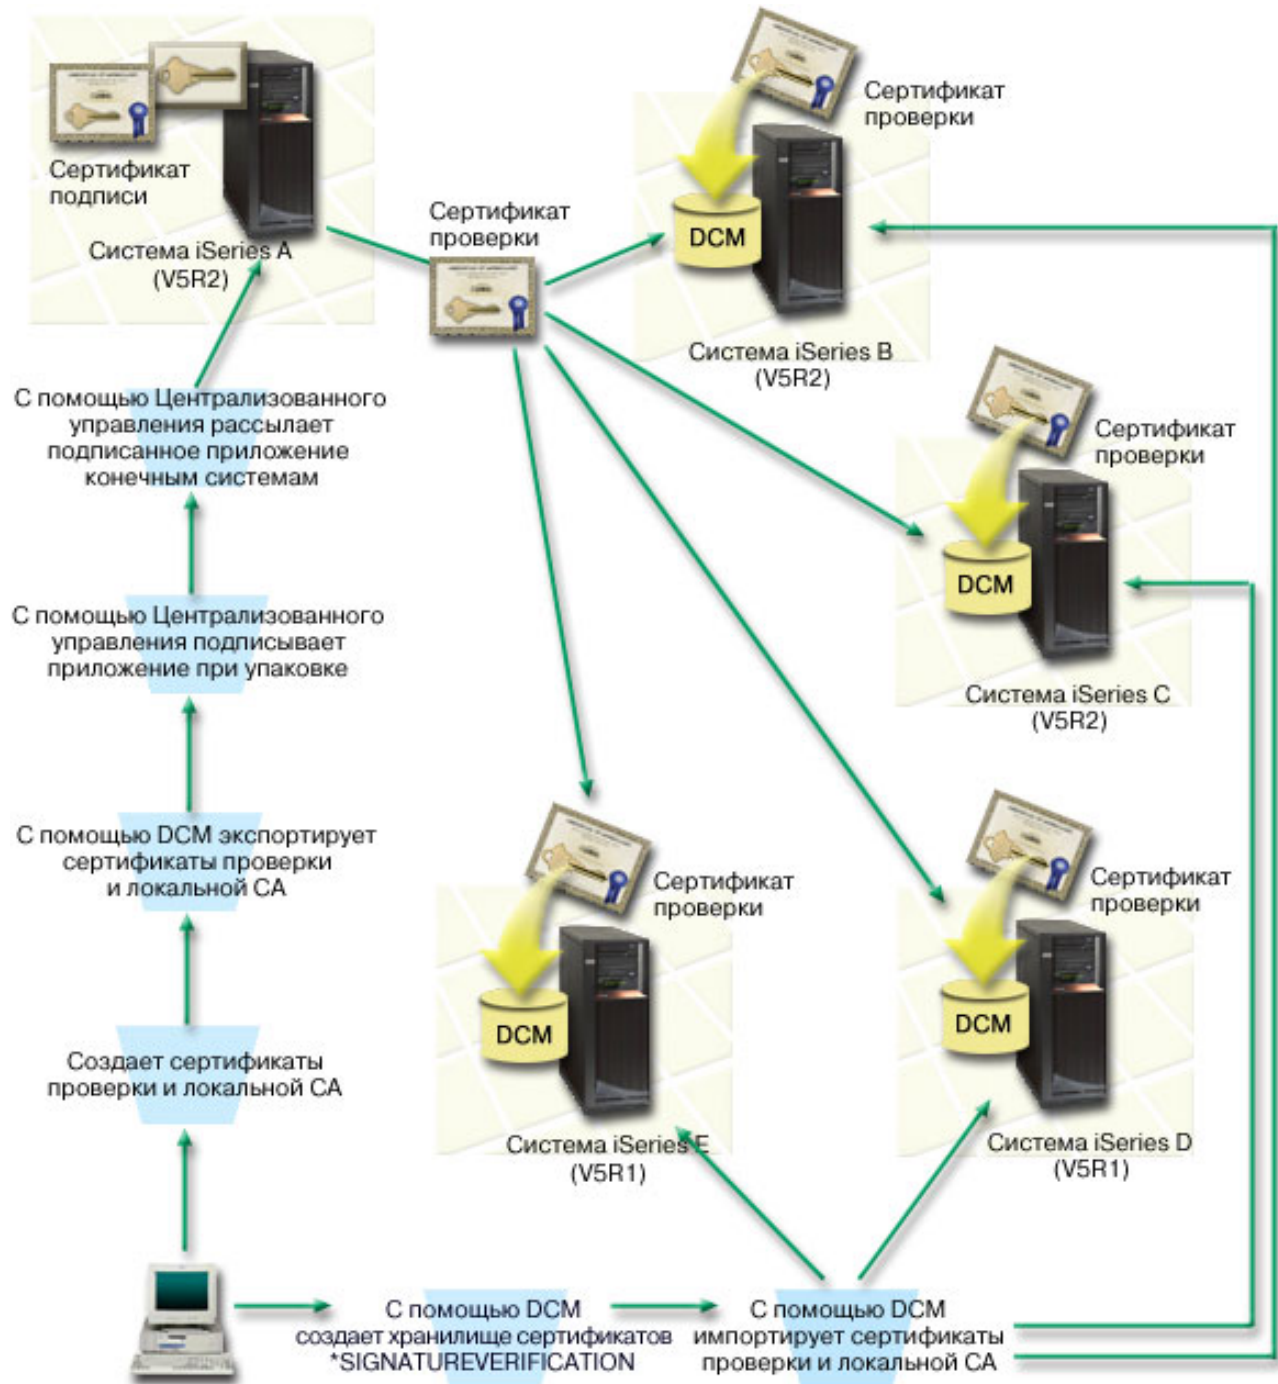 Сертификат
подписи
Система iSeries A
(V5R2)
Сертификат
проверки
Сертификат
проверки
DCM
Система iSeries B
(V5R2)
С помощью Централизованного
управления рассылает
подписанное приложение
конечным системам
Сертификат
проверки
DCM
Система iSeries C
(V5R2)
С помощью Централизованного
управления подписывает
приложение при упаковке
С помощью DCM экспортирует
сертификаты проверки
и локальной CA
Сертификат
проверки
DCM
Система iSeries E
(V5R1)
Сертификат
проверки
DCM
Система iSeries D
(V5R1)
Создает сертификаты
проверки и локальной CA
С помощью DCM
создает хранилище сертификатов
*SIGNATUREVERIFICATION
С помощью DCM
импортирует сертификаты
проверки и локальной CA